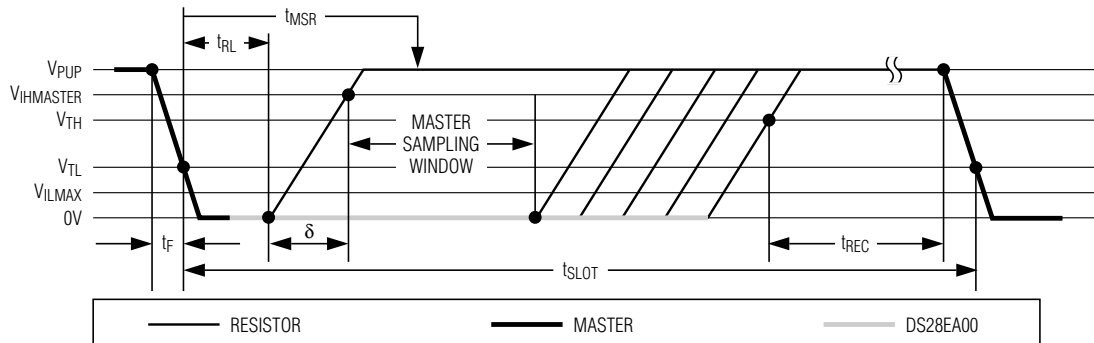 tMSR
tRL
VPUP
VIHMASTER
VTH
VTL
VILMAX
0V
MASTER
SAMPLING
WINDOW
tF
δ
tREC
tSLOT
RESISTOR
MASTER
DS28EA00